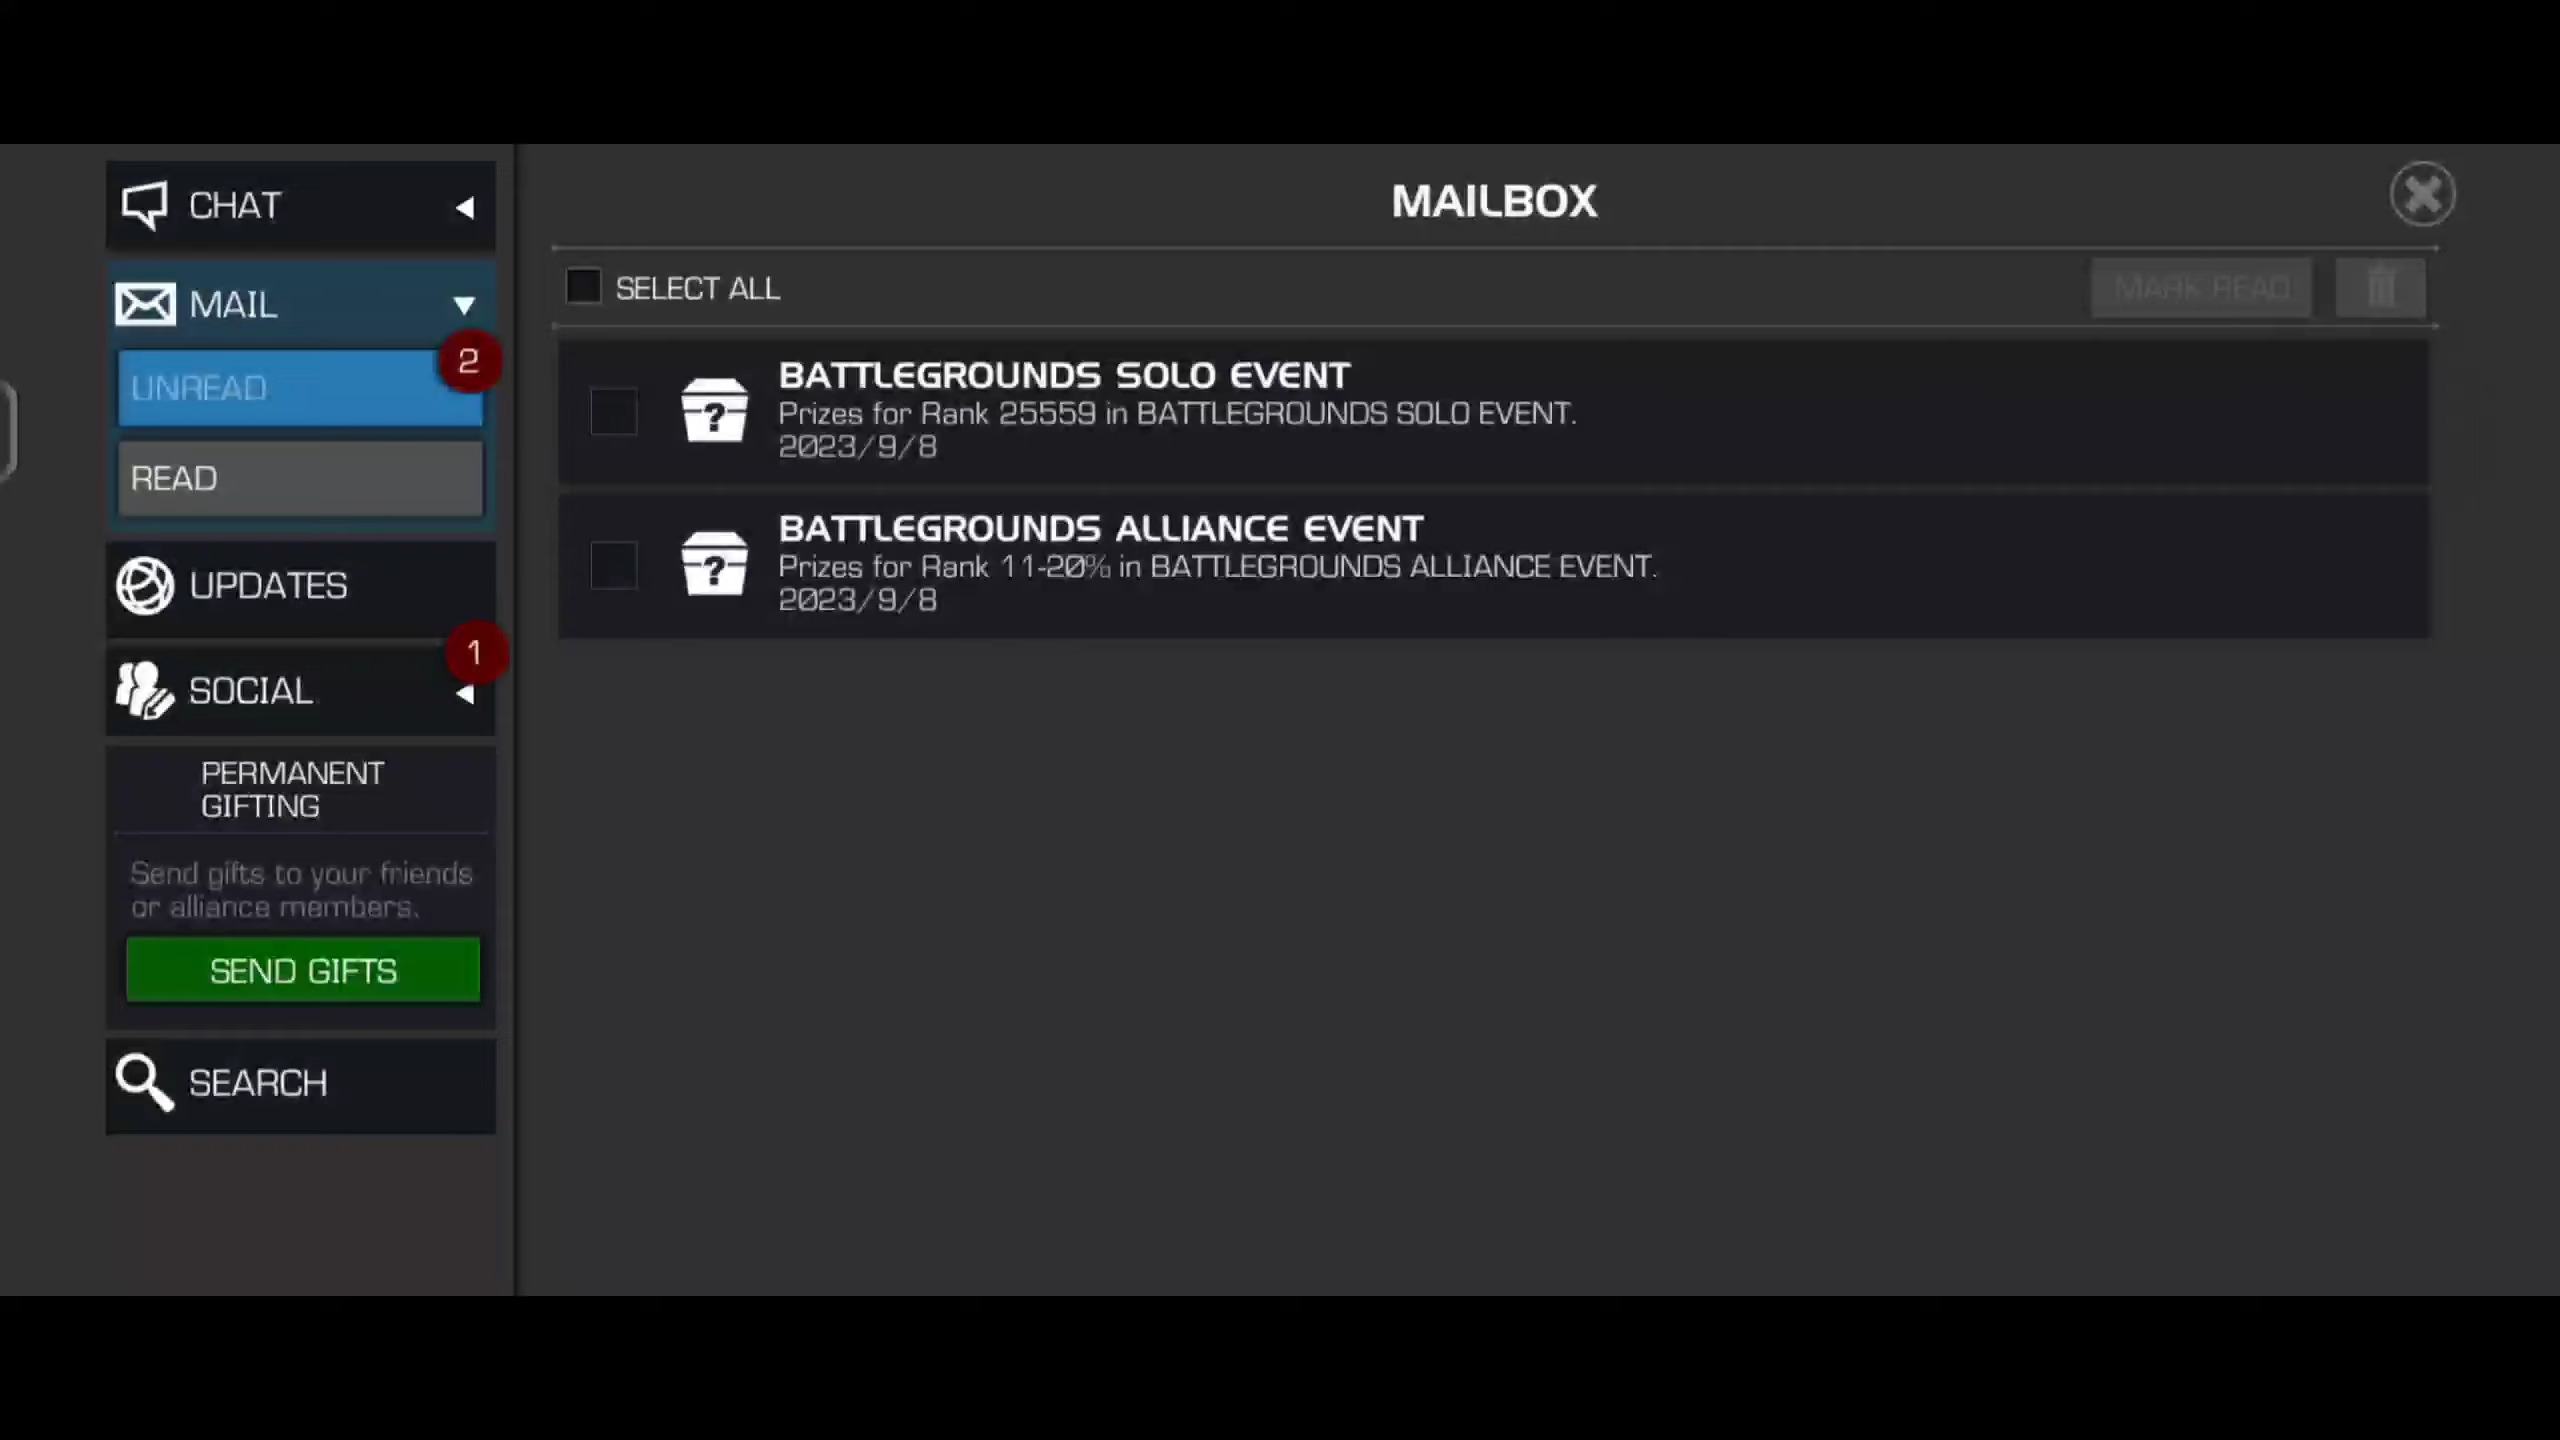 CHAT
MAIL
2
UNREAD
READ
UPDATES
1
SOCIAL
PERMANENT
GIFTING
Send gifts to your friends
or alliance members.
SEND GIFTS
SEARCH
MAILBOX
SELECT ALL
MARK READ
BATTLEGROUNDS SOLO EVENT
Prizes for Rank 25559 in BATTLEGROUNDS SOLO EVENT.
2023/9/8
BATTLEGROUNDS ALLIANCE EVENT
Prizes for Rank 11-20% in BATTLEGROUNDS ALLIANCE EVENT.
2023/9/8